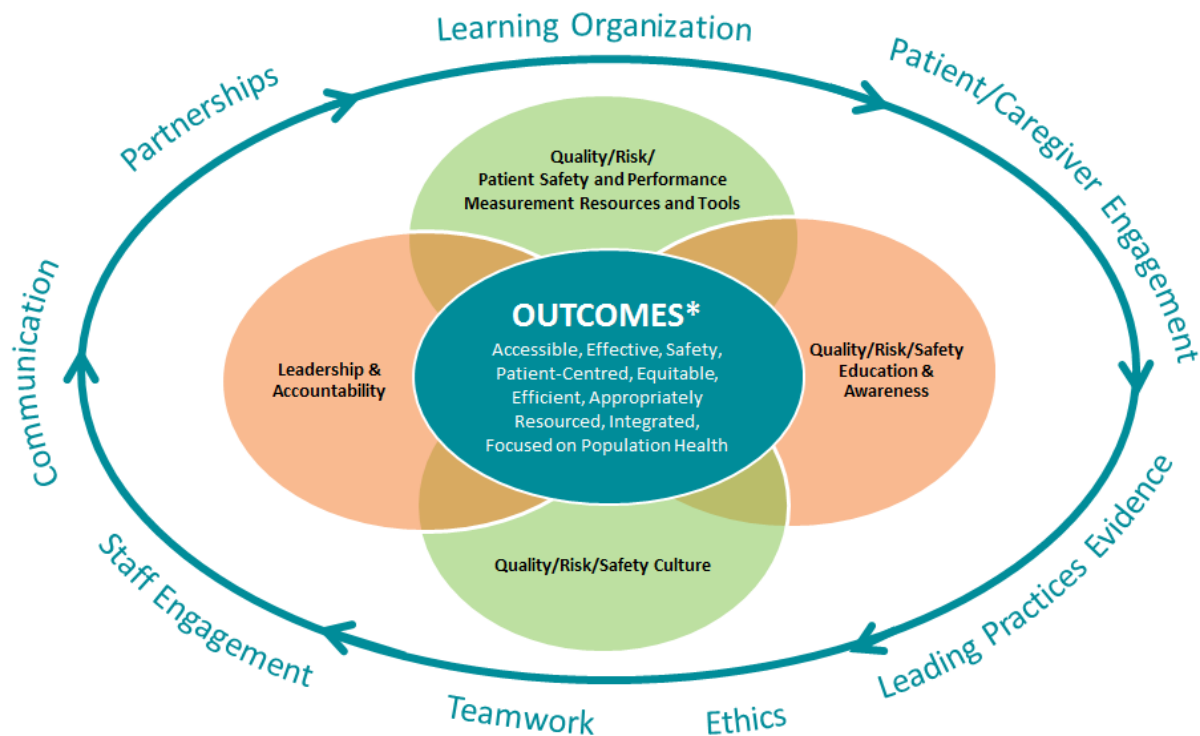 Learning Organization
Partnerships
Patient/Caregiver Engagement
Quality/Risk/
Patient Safety and Performance
Measurement Resources and Tools
Communication
OUTCOMES*
Accessible, Effective, Safety,
Patient-Centred, Equitable,
Efficient, Appropriately
Resourced, Integrated,
Focused on Population Health
Leadership &
Accountability
Quality/Risk/Safety
Education &
Awareness
Quality/Risk/Safety Culture
Staff Engagement
Leading Practices Evidence
Teamwork
Ethics